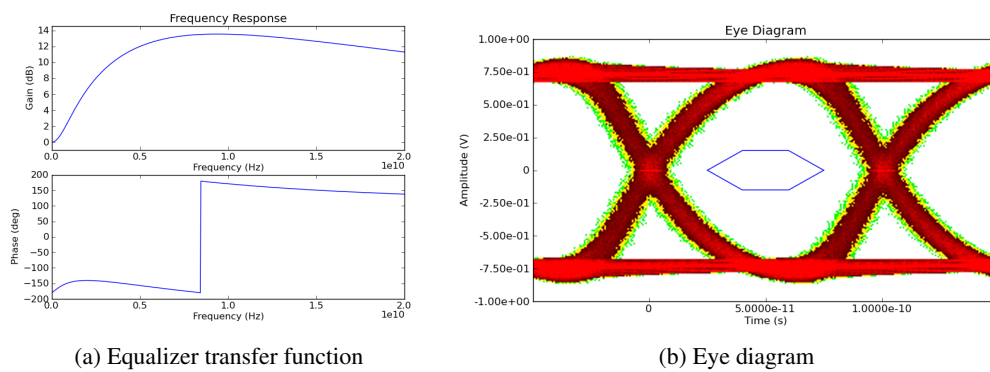 Frequency Response
Gain (dB)
14
12
10
8
6
4
2
0
0.0 0.5 1.0 1.5 2.0
1e10
Frequency (Hz)
Phase (deg)
200
150
100
50
0
−50
−100
−150
−200
0.0 0.5 1.0 1.5 2.0
1e10
Frequency (Hz)
(a) Equalizer transfer function
Eye Diagram
Amplitude (V)
1.00e+00
7.50e-01
5.00e-01
2.50e-01
0
-2.50e-01
-5.00e-01
-7.50e-01
-1.00e+00
0 5.0000e-11 1.0000e-10
Time (s)
(b) Eye diagram